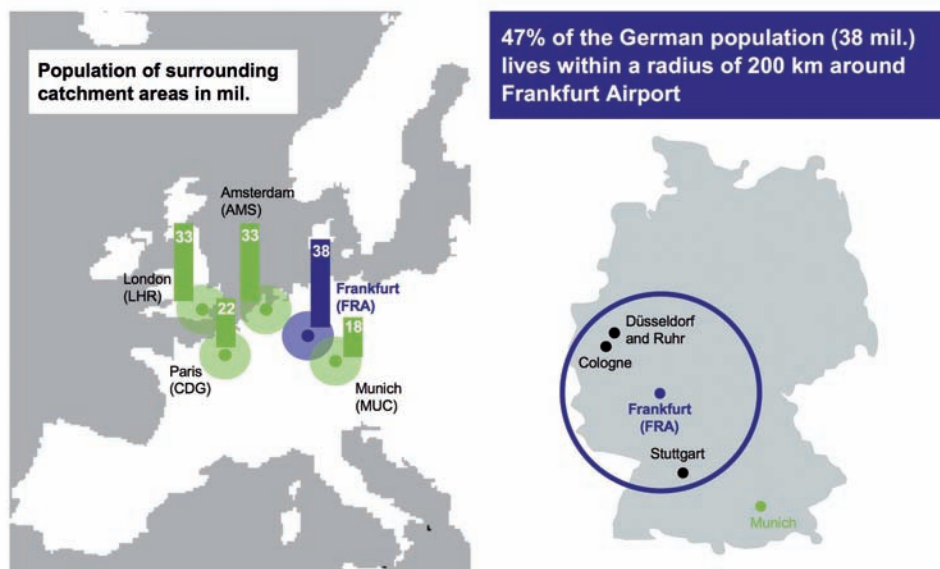 Population of surrounding
catchment areas in mil.
Amsterdam
(AMS)
33
33
38
London
(LHR)
Frankfurt
(FRA)
22
18
Paris
(CDG)
Munich
(MUC)
47% of the German population (38 mil.)
lives within a radius of 200 km around
Frankfurt Airport
Düsseldorf
and Ruhr
Cologne
Frankfurt
(FRA)
Stuttgart
Munich